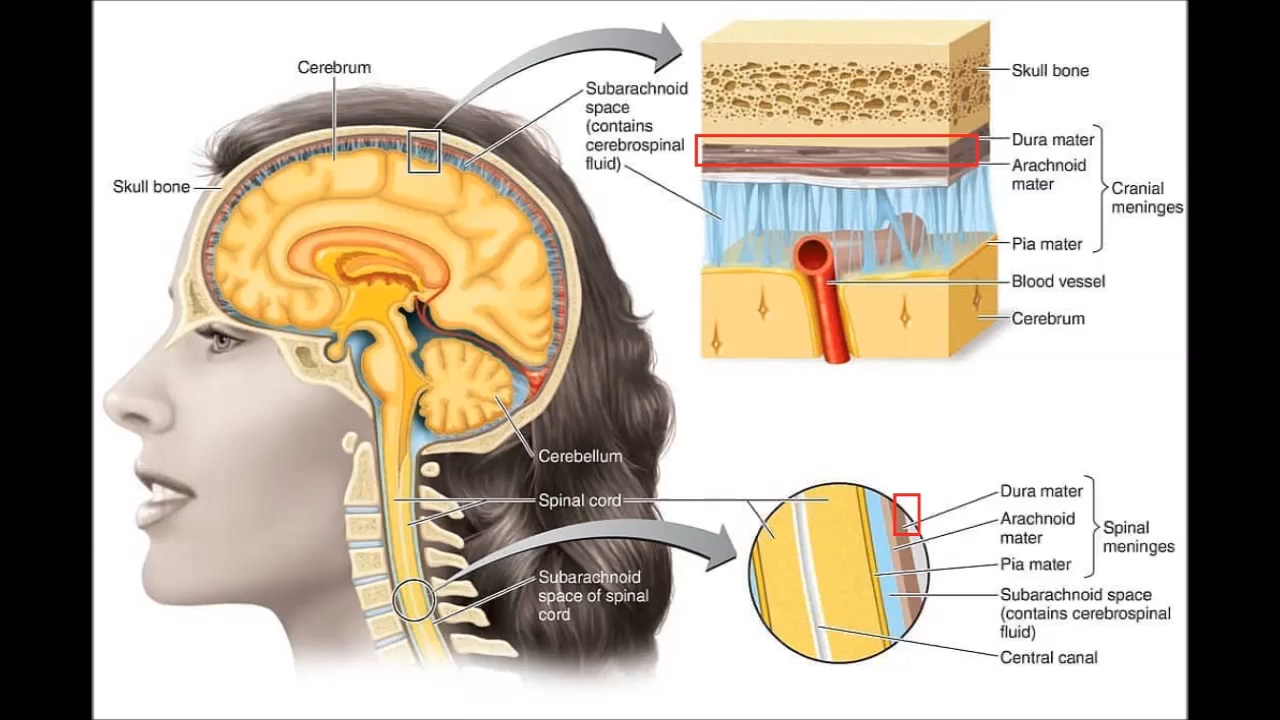 Cerebrum
Skull bone
Subarachnoid
space
(contains
cerebrospinal
fluid)
Skull bone
Dura mater
Arachnoid
mater
Pia mater
Cranial
meninges
Blood vessel
Cerebrum
Cerebellum
Spinal cord
Subarachnoid
space of spinal
cord
Dura mater
Arachnoid
mater
Pia mater
Spinal
meninges
Subarachnoid space
(contains cerebrospinal
fluid)
Central canal